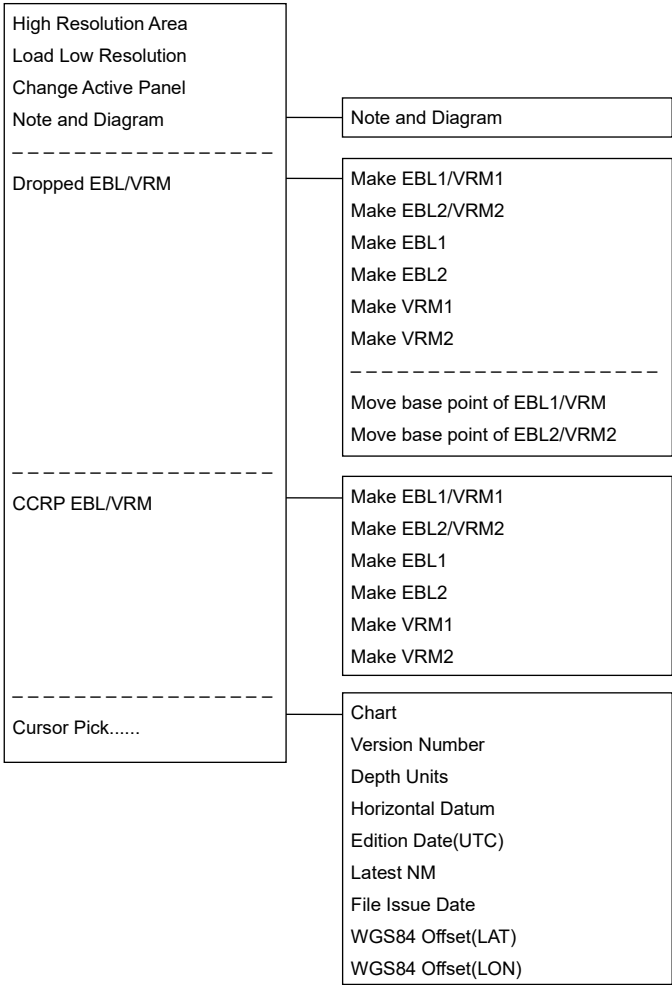 High Resolution Area
Load Low Resolution
Change Active Panel
Note and Diagram
Note and Diagram
Dropped EBL/VRM
Make EBL1/VRM1
Make EBL2/VRM2
Make EBL1
Make EBL2
Make VRM1
Make VRM2
Move base point of EBL1/VRM
Move base point of EBL2/VRM2
CCRP EBL/VRM
Make EBL1/VRM1
Make EBL2/VRM2
Make EBL1
Make EBL2
Make VRM1
Make VRM2
Cursor Pick......
Chart
Version Number
Depth Units
Horizontal Datum
Edition Date(UTC)
Latest NM
File Issue Date
WGS84 Offset(LAT)
WGS84 Offset(LON)